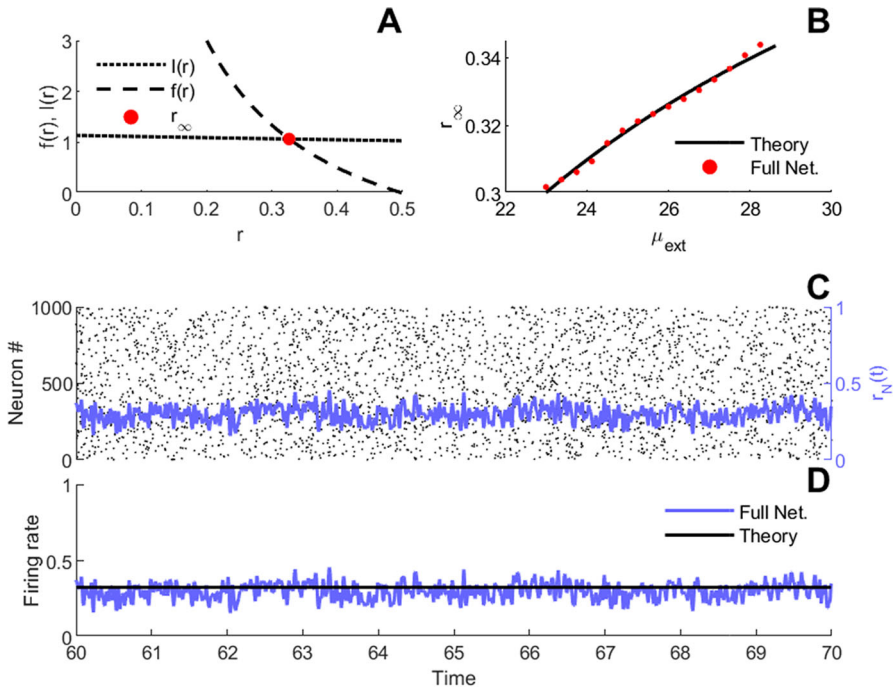 A
3
2
1
0
f(r), I(r)
I(r)
f(r)
r∞
0
0.1
0.2
0.3
0.4
0.5
r
B
0.34
0.32
0.3
r∞
Theory
Full Net.
22
24
26
28
30
μext
C
1000
500
0
Neuron #
1
0.5
0
rN(t)
D
1
0.5
0
Firing rate
Full Net.
Theory
60
61
62
63
64
65
66
67
68
69
70
Time